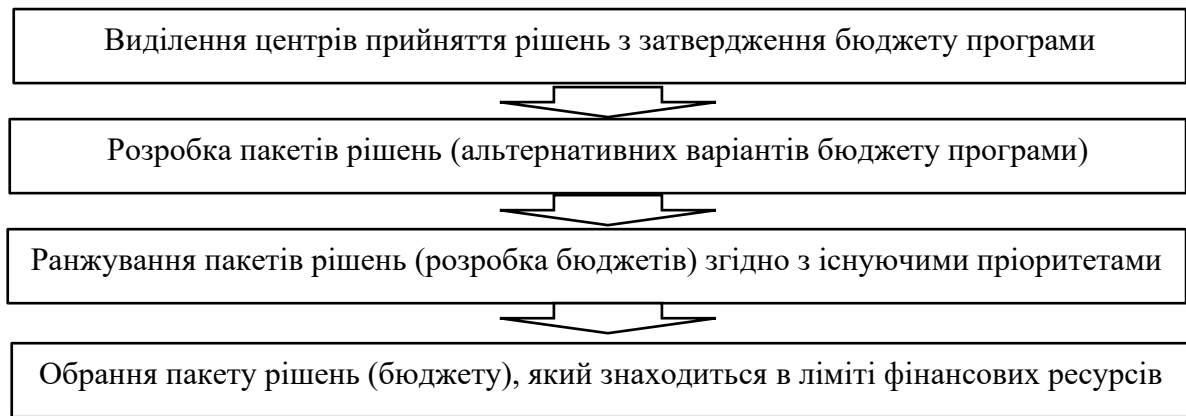 Виділення центрів прийняття рішень з затвердження бюджету програми
Розробка пакетів рішень (альтернативних варіантів бюджету програми)
Ранжування пакетів рішень (розробка бюджетів) згідно з існуючими пріоритетами
Обрання пакету рішень (бюджету), який знаходиться в ліміті фінансових ресурсів